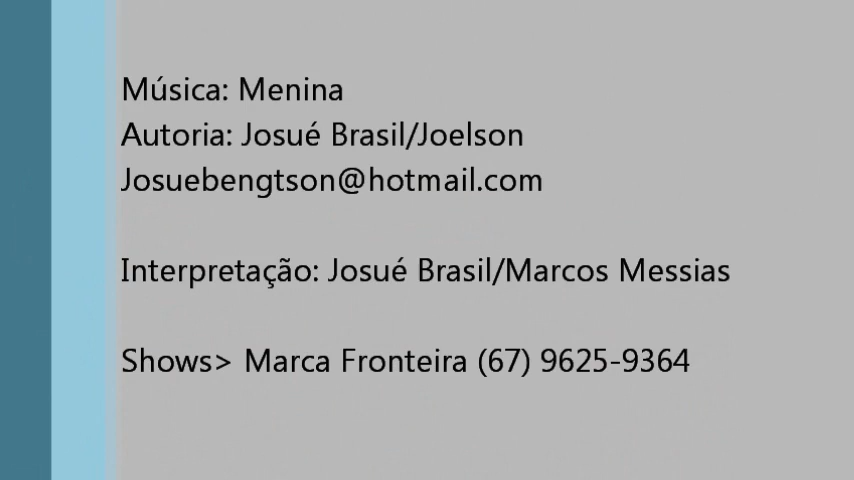 Música: Menina
Autoria: Josué Brasil/Joelson
Josuebengtson@hotmail.com
Interpretação: Josué Brasil/Marcos Messias
Shows> Marca Fronteira (67) 9625-9364